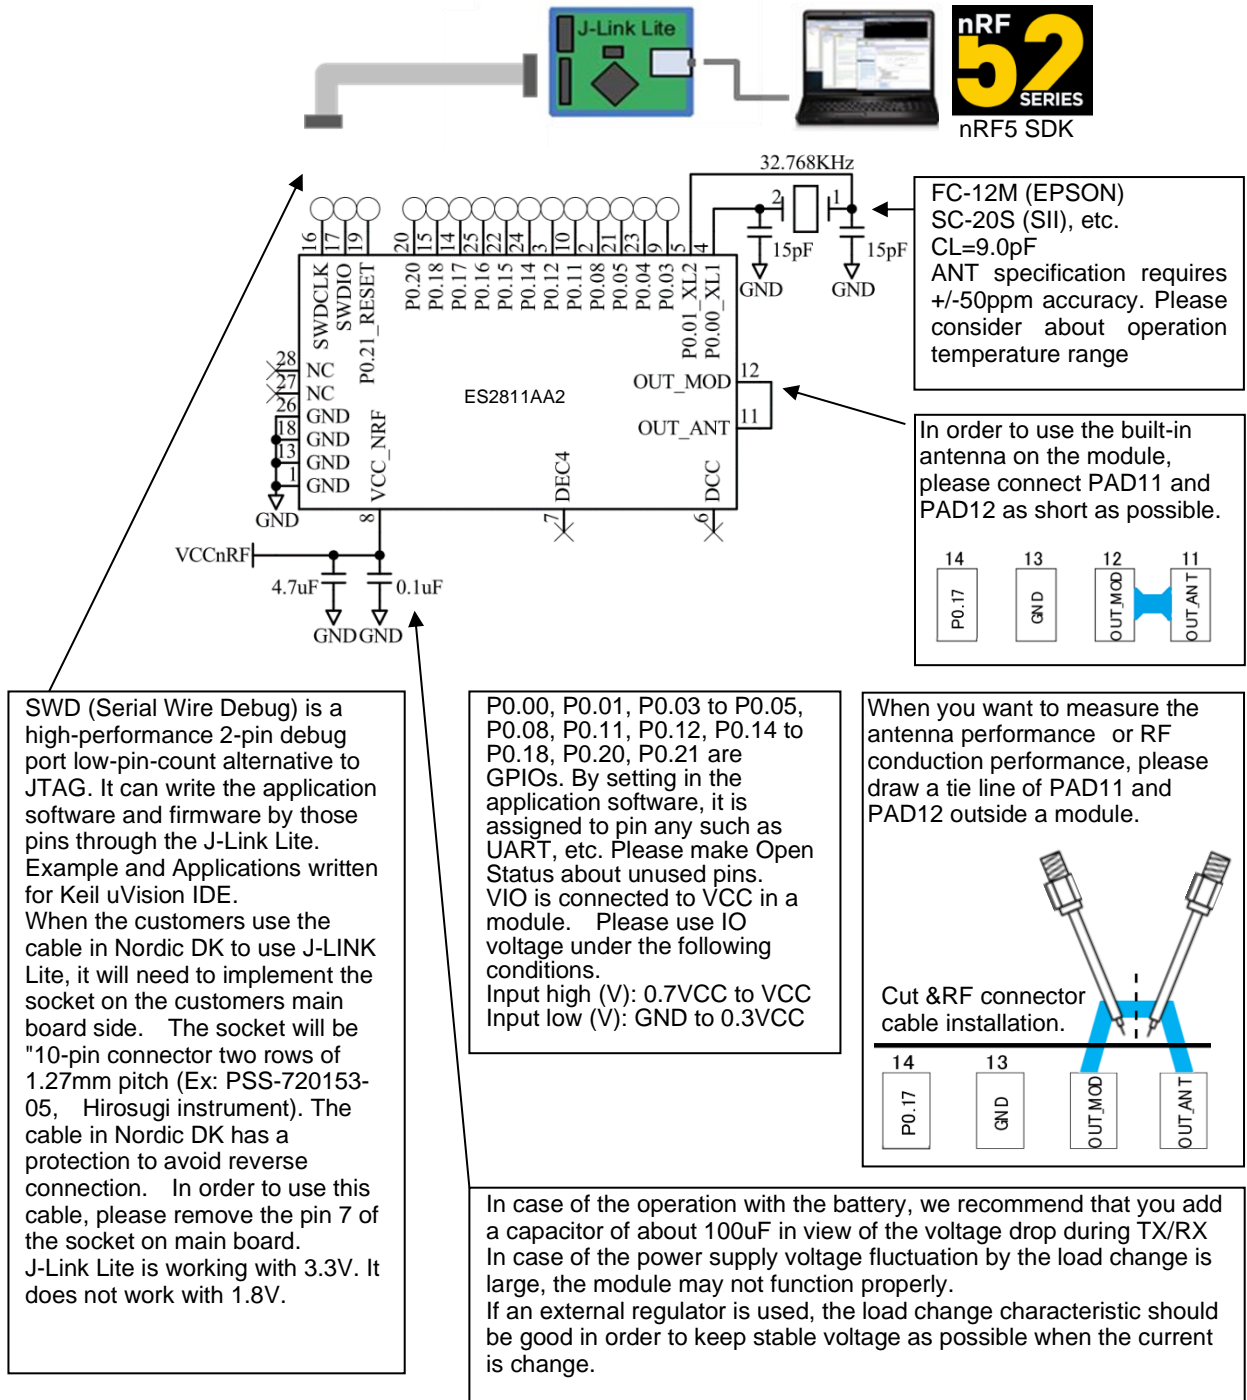 J-Link Lite
nRF
52
SERIES
nRF5 SDK
32.768KHz
2
1
15pF
15pF
GND
GND
FC-12M (EPSON)
SC-20S (SII), etc.
CL=9.0pF
ANT specification requires
+/-50ppm accuracy. Please
consider about operation
temperature range
16
17
19
20
15
14
25
22
24
3
10
2
21
23
9
5
4
SWDCLK
SWDIO
P0.21_RESET
P0.20
P0.18
P0.17
P0.16
P0.15
P0.14
P0.12
P0.11
P0.08
P0.05
P0.04
P0.03
P0.01_XL2
P0.00_XL1
28
NC
27
NC
26
GND
18
GND
13
GND
1
GND
GND
ES2811AA2
OUT_MOD
12
OUT_ANT
11
VCC_NRF
8
DEC4
7
DCC
6
VCCnRF
4.7uF
0.1uF
GND
GND
In order to use the built-in
antenna on the module,
please connect PAD11 and
PAD12 as short as possible.
14
13
12
11
P0.17
GND
OUT_MOD
OUT_ANT
SWD (Serial Wire Debug) is a
high-performance 2-pin debug
port low-pin-count alternative to
JTAG. It can write the application
software and firmware by those
pins through the J-Link Lite.
Example and Applications written
for Keil uVision IDE.
When the customers use the
cable in Nordic DK to use J-LINK
Lite, it will need to implement the
socket on the customers main
board side. The socket will be
"10-pin connector two rows of
1.27mm pitch (Ex: PSS-720153-
05, Hirosugi instrument). The
cable in Nordic DK has a
protection to avoid reverse
connection. In order to use this
cable, please remove the pin 7 of
the socket on main board.
J-Link Lite is working with 3.3V. It
does not work with 1.8V.
P0.00, P0.01, P0.03 to P0.05,
P0.08, P0.11, P0.12, P0.14 to
P0.18, P0.20, P0.21 are
GPIOs. By setting in the
application software, it is
assigned to pin any such as
UART, etc. Please make Open
Status about unused pins.
VIO is connected to VCC in a
module. Please use IO
voltage under the following
conditions.
Input high (V): 0.7VCC to VCC
Input low (V): GND to 0.3VCC
When you want to measure the
antenna performance or RF
conduction performance, please
draw a tie line of PAD11 and
PAD12 outside a module.
Cut &RF connector
cable installation.
14
13
P0.17
GND
OUT_MOD
OUT_ANT
In case of the operation with the battery, we recommend that you add
a capacitor of about 100uF in view of the voltage drop during TX/RX
In case of the power supply voltage fluctuation by the load change is
large, the module may not function properly.
If an external regulator is used, the load change characteristic should
be good in order to keep stable voltage as possible when the current
is change.